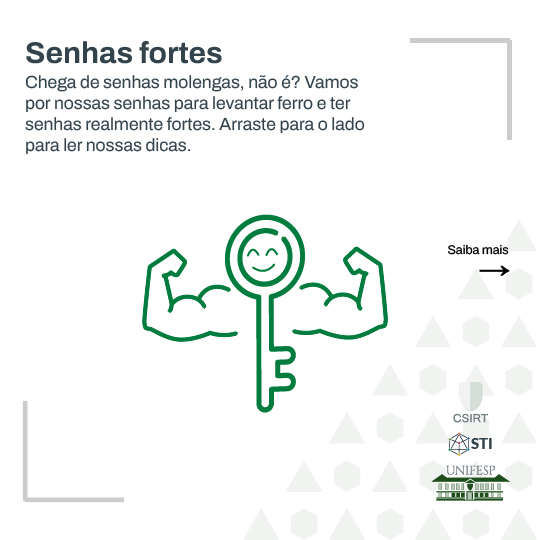 Senhas fortes
Chega de senhas molengas, não é? Vamos
por nossas senhas para levantar ferro e ter
senhas realmente fortes. Arraste para o lado
para ler nossas dicas.
Saiba mais
CSIRT
STI
UNIFESP